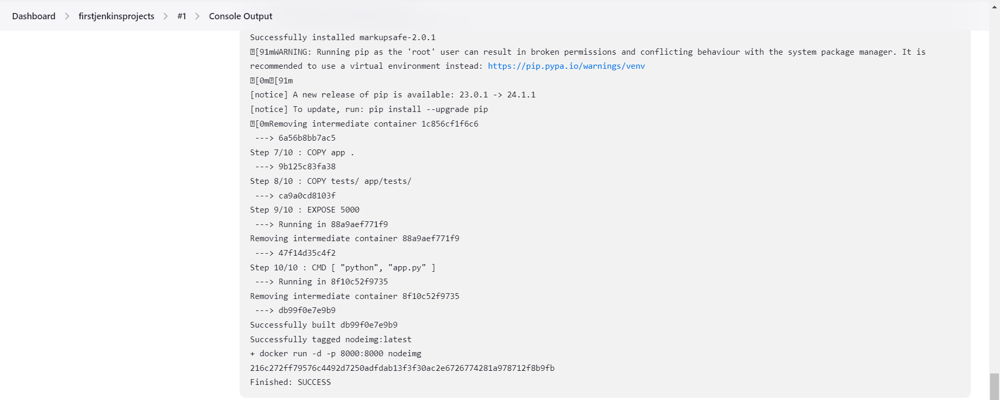 Dashboard > firstjenkinsprojects > #1 > Console Output
Successfully installed markupsafe-2.0.1
[91mWARNING: Running pip as the 'root' user can result in broken permissions and conflicting behaviour with the system package manager. It is
recommended to use a virtual environment instead: https://pip.pypa.io/warnings/venv
[0m[91m
[notice] A new release of pip is available: 23.0.1 -> 24.1.1
[notice] To update, run: pip install --upgrade pip
[0mRemoving intermediate container 1c856cf1f6c6
---> 6a56b8bb7ac5
Step 7/10 : COPY app .
---> 9b125c83fa38
Step 8/10 : COPY tests/ app/tests/
---> ca9a0cd8103f
Step 9/10 : EXPOSE 5000
---> Running in 88a9aef771f9
Removing intermediate container 88a9aef771f9
---> 47f14d35c4f2
Step 10/10 : CMD [ "python", "app.py" ]
---> Running in 8f10c52f9735
Removing intermediate container 8f10c52f9735
---> db99f0e7e9b9
Successfully built db99f0e7e9b9
Successfully tagged nodeimg:latest
+ docker run -d -p 8000:8000 nodeimg
216c272ff79576c4492d7250adfdab13f3f30ac2e6726774281a978712f8b9fb
Finished: SUCCESS